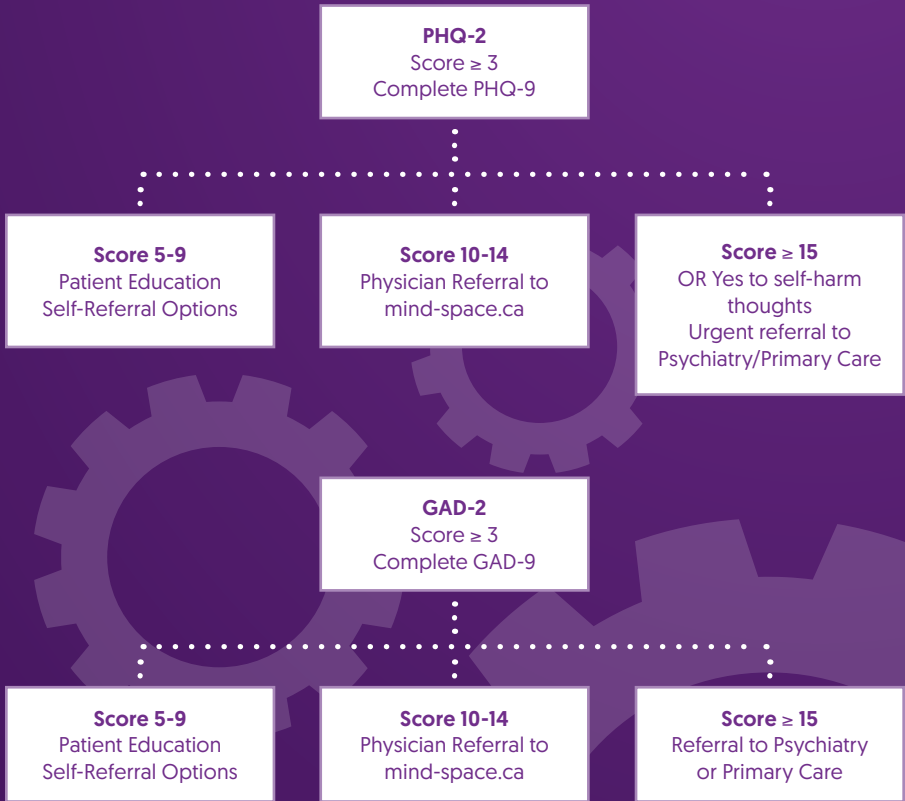 PHQ-2
Score ≥ 3
Complete PHQ-9
Score 5-9
Patient Education
Self-Referral Options
Score 10-14
Physician Referral to
mind-space.ca
Score ≥ 15
OR Yes to self-harm
thoughts
Urgent referral to
Psychiatry/Primary Care
GAD-2
Score ≥ 3
Complete GAD-9
Score 5-9
Patient Education
Self-Referral Options
Score 10-14
Physician Referral to
mind-space.ca
Score ≥ 15
Referral to Psychiatry
or Primary Care